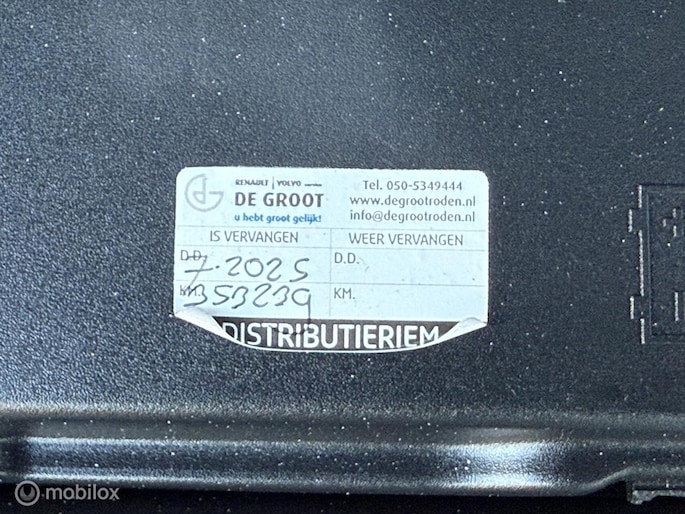 RENAULT | VOLVO service
DE GROOT
u hebt groot gelijk!
Tel. 050-5349444
www.degrootroden.nl
info@degrootroden.nl
IS VERVANGEN
WEER VERVANGEN
D.D. 7-2025
D.D.
KM. 353239
KM.
DISTRIBUTIERIEM
mobilox